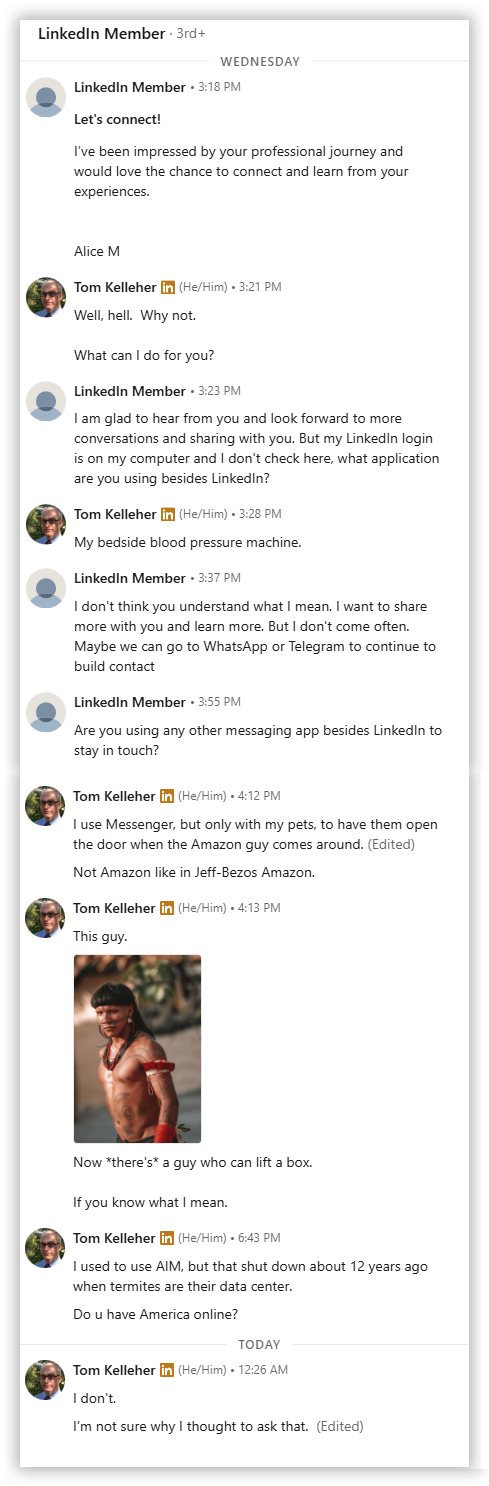 LinkedIn Member · 3rd+
WEDNESDAY
LinkedIn Member • 3:18 PM
Let's connect!
I've been impressed by your professional journey and
would love the chance to connect and learn from your
experiences.
Alice M
Tom Kelleher in (He/Him) • 3:21 PM
Well, hell.  Why not.
What can I do for you?
LinkedIn Member • 3:23 PM
I am glad to hear from you and look forward to more
conversations and sharing with you. But my LinkedIn login
is on my computer and I don't check here, what application
are you using besides LinkedIn?
Tom Kelleher in (He/Him) • 3:28 PM
My bedside blood pressure machine.
LinkedIn Member • 3:37 PM
I don't think you understand what I mean. I want to share
more with you and learn more. But I don't come often.
Maybe we can go to WhatsApp or Telegram to continue to
build contact
LinkedIn Member • 3:55 PM
Are you using any other messaging app besides LinkedIn to
stay in touch?
Tom Kelleher in (He/Him) • 4:12 PM
I use Messenger, but only with my pets, to have them open
the door when the Amazon guy comes around. (Edited)
Not Amazon like in Jeff-Bezos Amazon.
Tom Kelleher in (He/Him) • 4:13 PM
This guy.
Now *there's* a guy who can lift a box.
If you know what I mean.
Tom Kelleher in (He/Him) • 6:43 PM
I used to use AIM, but that shut down about 12 years ago
when termites are their data center.
Do u have America online?
TODAY
Tom Kelleher in (He/Him) • 12:26 AM
I don't.
I'm not sure why I thought to ask that.  (Edited)